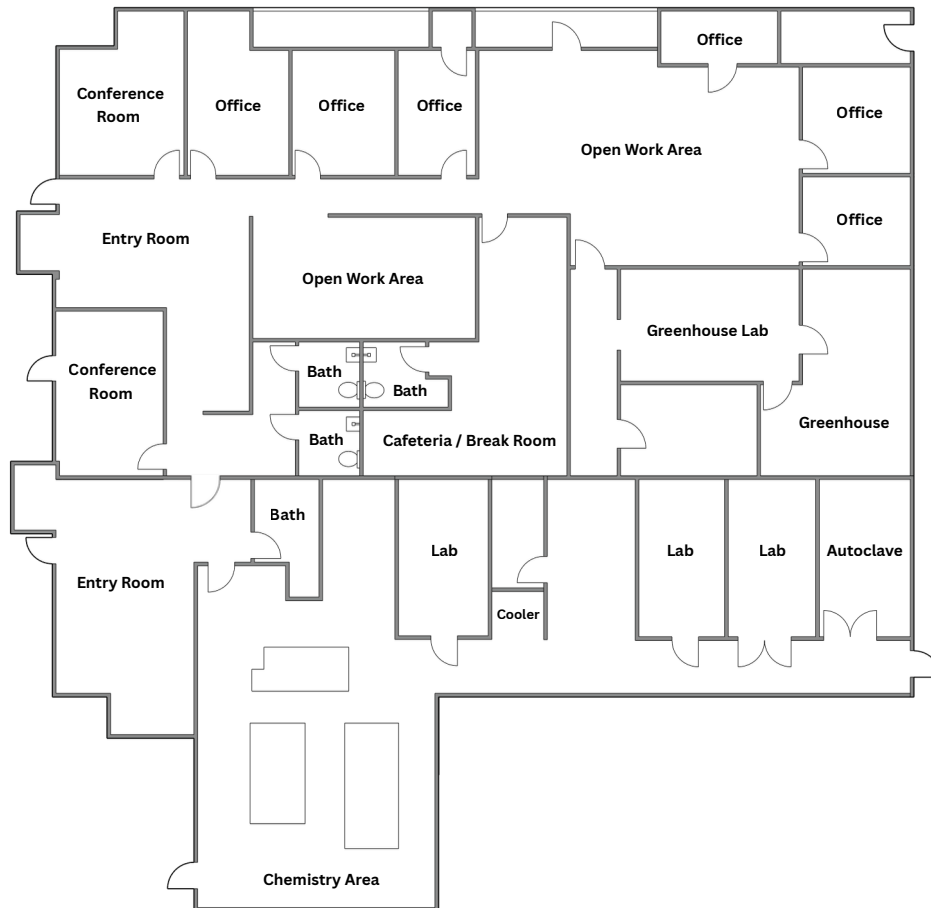 Office
Conference
Room
Office
Office
Office
Office
Open Work Area
Office
Entry Room
Open Work Area
Greenhouse Lab
Conference
Room
Bath
Bath
Bath
Cafeteria / Break Room
Greenhouse
Bath
Lab
Lab
Lab
Autoclave
Entry Room
Cooler
Chemistry Area